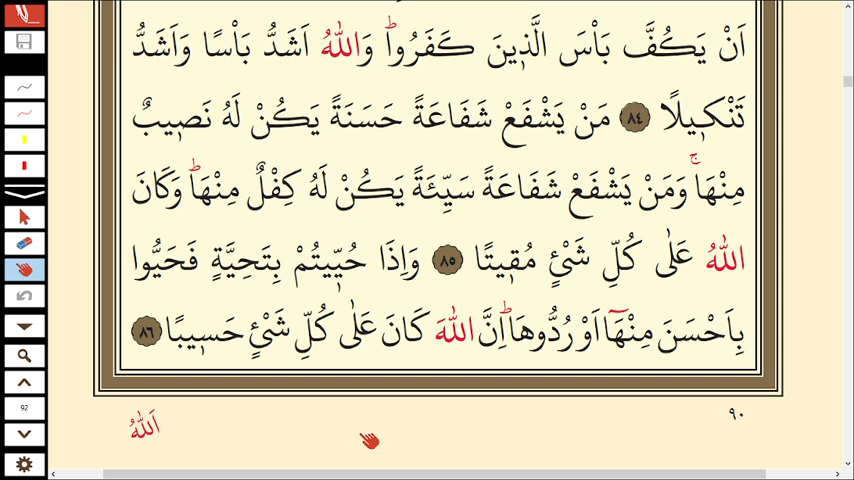 اَنْ يَكُفَّ بَاْسَ الَّذ۪ينَ كَفَرُواۜ وَاللّٰهُ اَشَدُّ بَاْسًا وَاَشَدُّ
تَنْك۪يلًا ٨٤ مَنْ يَشْفَعْ شَفَاعَةً حَسَنَةً يَكُنْ لَهُ نَص۪يبٌ
مِنْهَاۚ وَمَنْ يَشْفَعْ شَفَاعَةً سَيِّئَةً يَكُنْ لَهُ كِفْلٌ مِنْهَاۜ وَكَانَ
اللّٰهُ عَلٰى كُلِّ شَيْءٍ مُق۪يتًا ٨٥ وَاِذَا حُيّ۪يتُمْ بِتَحِيَّةٍ فَحَيُّوا
بِاَحْسَنَ مِنْهَٓا اَوْ رُدُّوهَاۜ اِنَّ اللّٰهَ كَانَ عَلٰى كُلِّ شَيْءٍ حَس۪يبًا ٨٦
٩٠
اَللّٰهُ
92